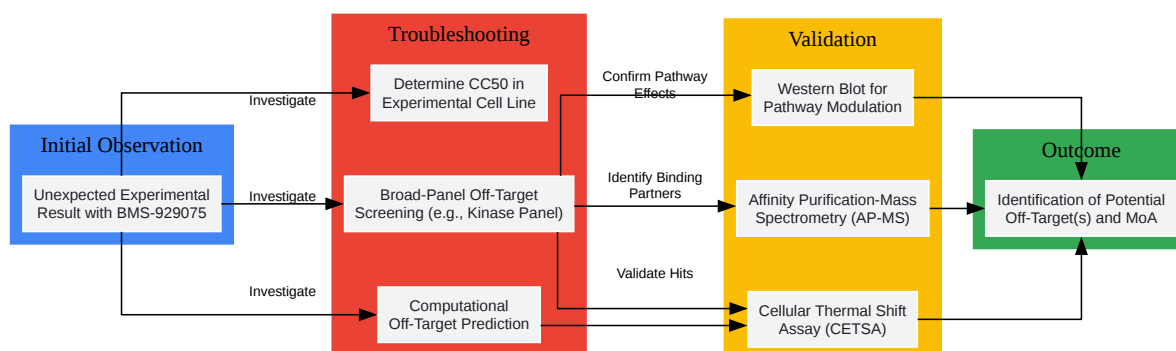 Initial Observation
Unexpected Experimental
Result with BMS-929075
Investigate
Investigate
Investigate
Troubleshooting
Determine CC50 in
Experimental Cell Line
Broad-Panel Off-Target
Screening (e.g., Kinase Panel)
Computational
Off-Target Prediction
Confirm Pathway
Effects
Identify Binding
Partners
Validate Hits
Validation
Western Blot for
Pathway Modulation
Affinity Purification-Mass
Spectrometry (AP-MS)
Cellular Thermal Shift
Assay (CETSA)
Outcome
Identification of Potential
Off-Target(s) and MoA